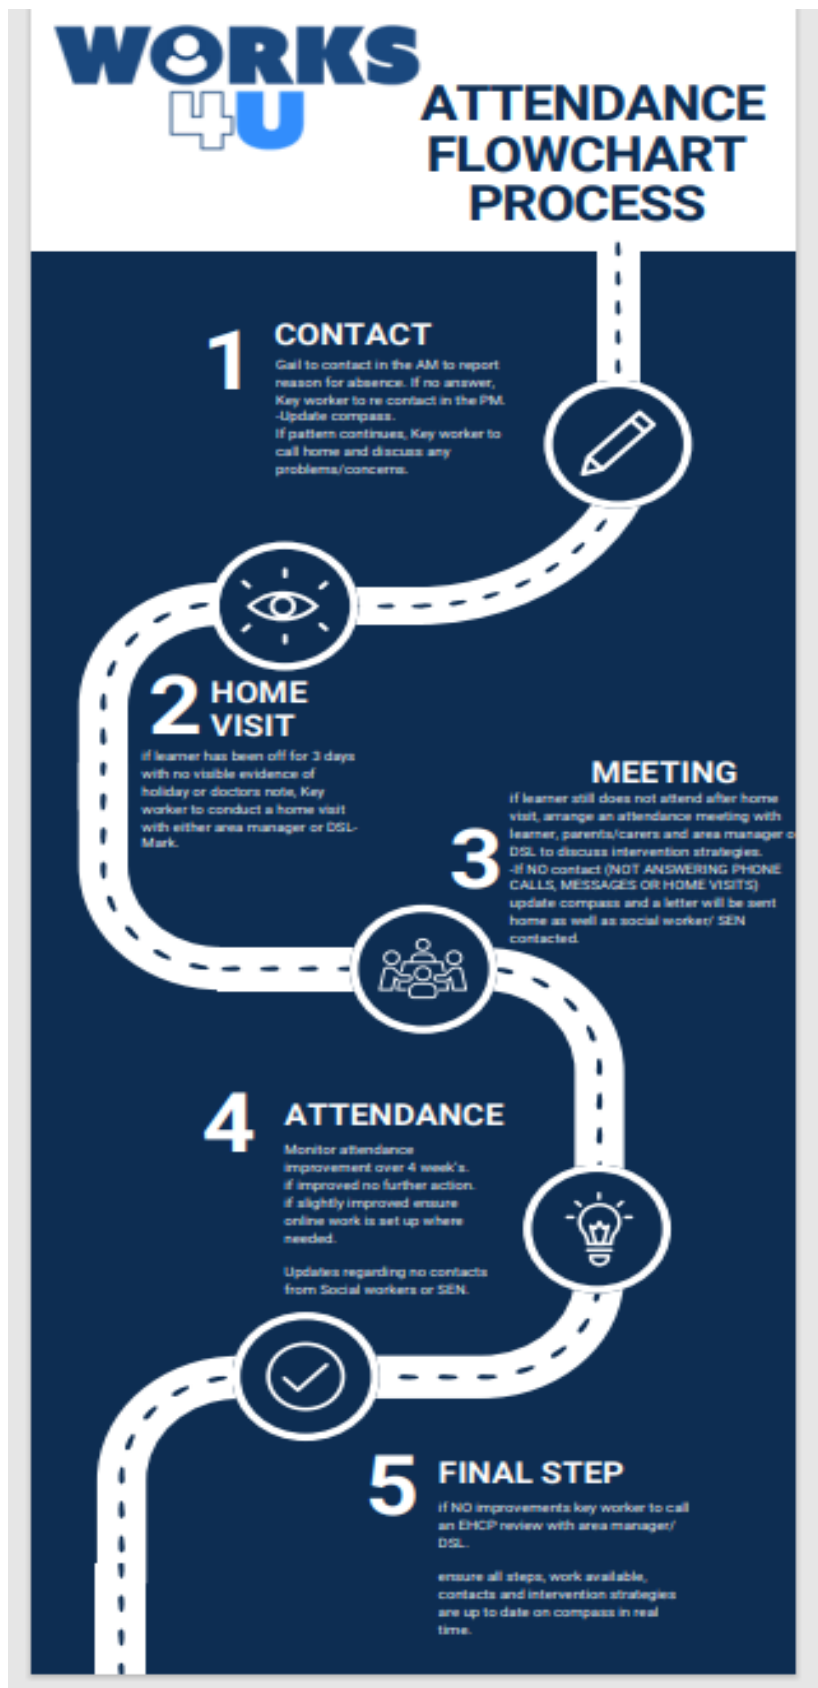 WORKS
4U
ATTENDANCE
FLOWCHART
PROCESS
1
CONTACT
Gail to contact in the AM to report
reason for absence. If no answer,
Key worker to re contact in the PM.
-Update compass.
If pattern continues, Key worker to
call home and discuss any
problems/concerns.
2
HOME
VISIT
if learner has been off for 3 days
with no visible evidence of
holiday or doctors note, Key
worker to conduct a home visit
with either area manager or DSL-
Mark.
MEETING
3
if learner still does not attend after home
visit, arrange an attendance meeting with
learner, parents/carers and area manager o
DSL to discuss intervention strategies.
-If NO contact (NOT ANSWERING PHONE
CALLS, MESSAGES OR HOME VISITS)
update compass and a letter will be sent
home as well as social worker/ SEN
contacted.
4
ATTENDANCE
Monitor attendance
improvement over 4 week's.
if improved no further action.
if slightly improved ensure
online work is set up where
needed.
Updates regarding no contacts
from Social workers or SEN.
5
FINAL STEP
if NO improvements key worker to call
an EHCP review with area manager/
DSL.
ensure all steps, work available,
contacts and intervention strategies
are up to date on compass in real
time.